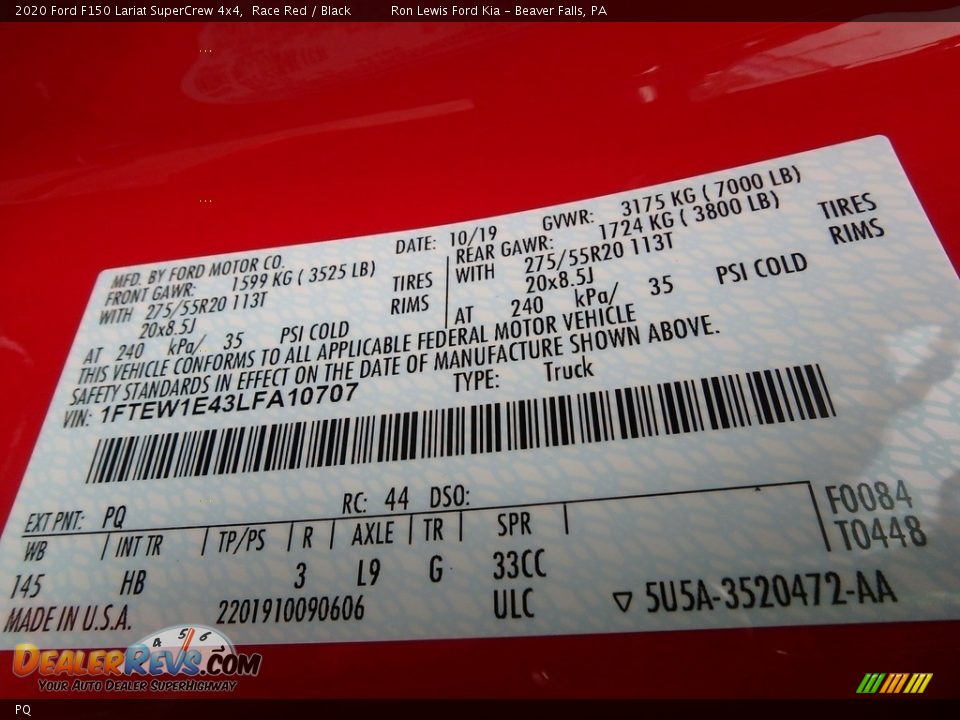 2020 Ford F150 Lariat SuperCrew 4x4, Race Red / Black Ron Lewis Ford Kia - Beaver Falls, PA
MFD. BY FORD MOTOR CO. DATE: 10/19 GVWR: 3175 KG ( 7000 LB)
FRONT GAWR: 1599 KG ( 3525 LB) REAR GAWR: 1724 KG ( 3800 LB)
WITH 275/55R20 113T TIRES WITH 275/55R20 113T TIRES
20x8.5J RIMS 20x8.5J RIMS
AT 240 kPa/ 35 PSI COLD AT 240 kPa/ 35 PSI COLD
THIS VEHICLE CONFORMS TO ALL APPLICABLE FEDERAL MOTOR VEHICLE
SAFETY STANDARDS IN EFFECT ON THE DATE OF MANUFACTURE SHOWN ABOVE.
VIN: 1FTEW1E43LFA10707 TYPE: Truck
EXT PNT: PQ RC: 44 DSO:
WB INT TR TP/PS R AXLE TR SPR F0084
145 HB 3 L9 G 33CC T0448
MADE IN U.S.A. 2201910090606 ULC ▽ 5U5A-3520472-AA
4 5 6
DEALERREVS.COM
Your Auto Dealer SuperHighway
PQ